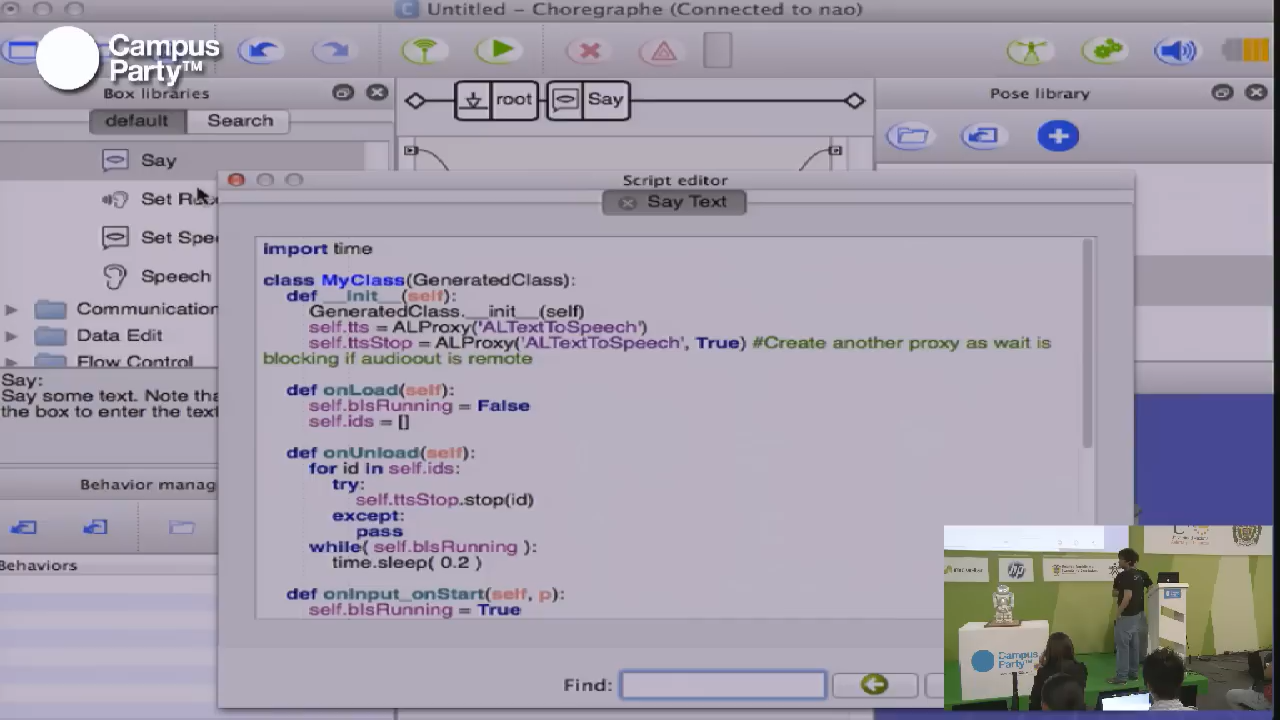 Untitled – Choregraphe (Connected to nao)
Campus
Party™
Box libraries
default
Search
root
Say
Pose library
Say
Set Re
Set Spe
Speech
Communication
Data Edit
Flow Control
Say:
Say some text. Note tha
the box to enter the text
Behavior manag
Behaviors
Script editor
Say Text
import time
class MyClass(GeneratedClass):
def __init__(self):
GeneratedClass.__init__(self)
self.tts = ALProxy('ALTextToSpeech')
self.ttsStop = ALProxy('ALTextToSpeech', True) #Create another proxy as wait is
blocking if audioout is remote
def onLoad(self):
self.bIsRunning = False
self.ids = []
def onUnload(self):
for id in self.ids:
try:
self.ttsStop.stop(id)
except:
pass
while( self.bIsRunning ):
time.sleep( 0.2 )
def onInput_onStart(self, p):
self.bIsRunning = True
Find:
hp
Campus
Party